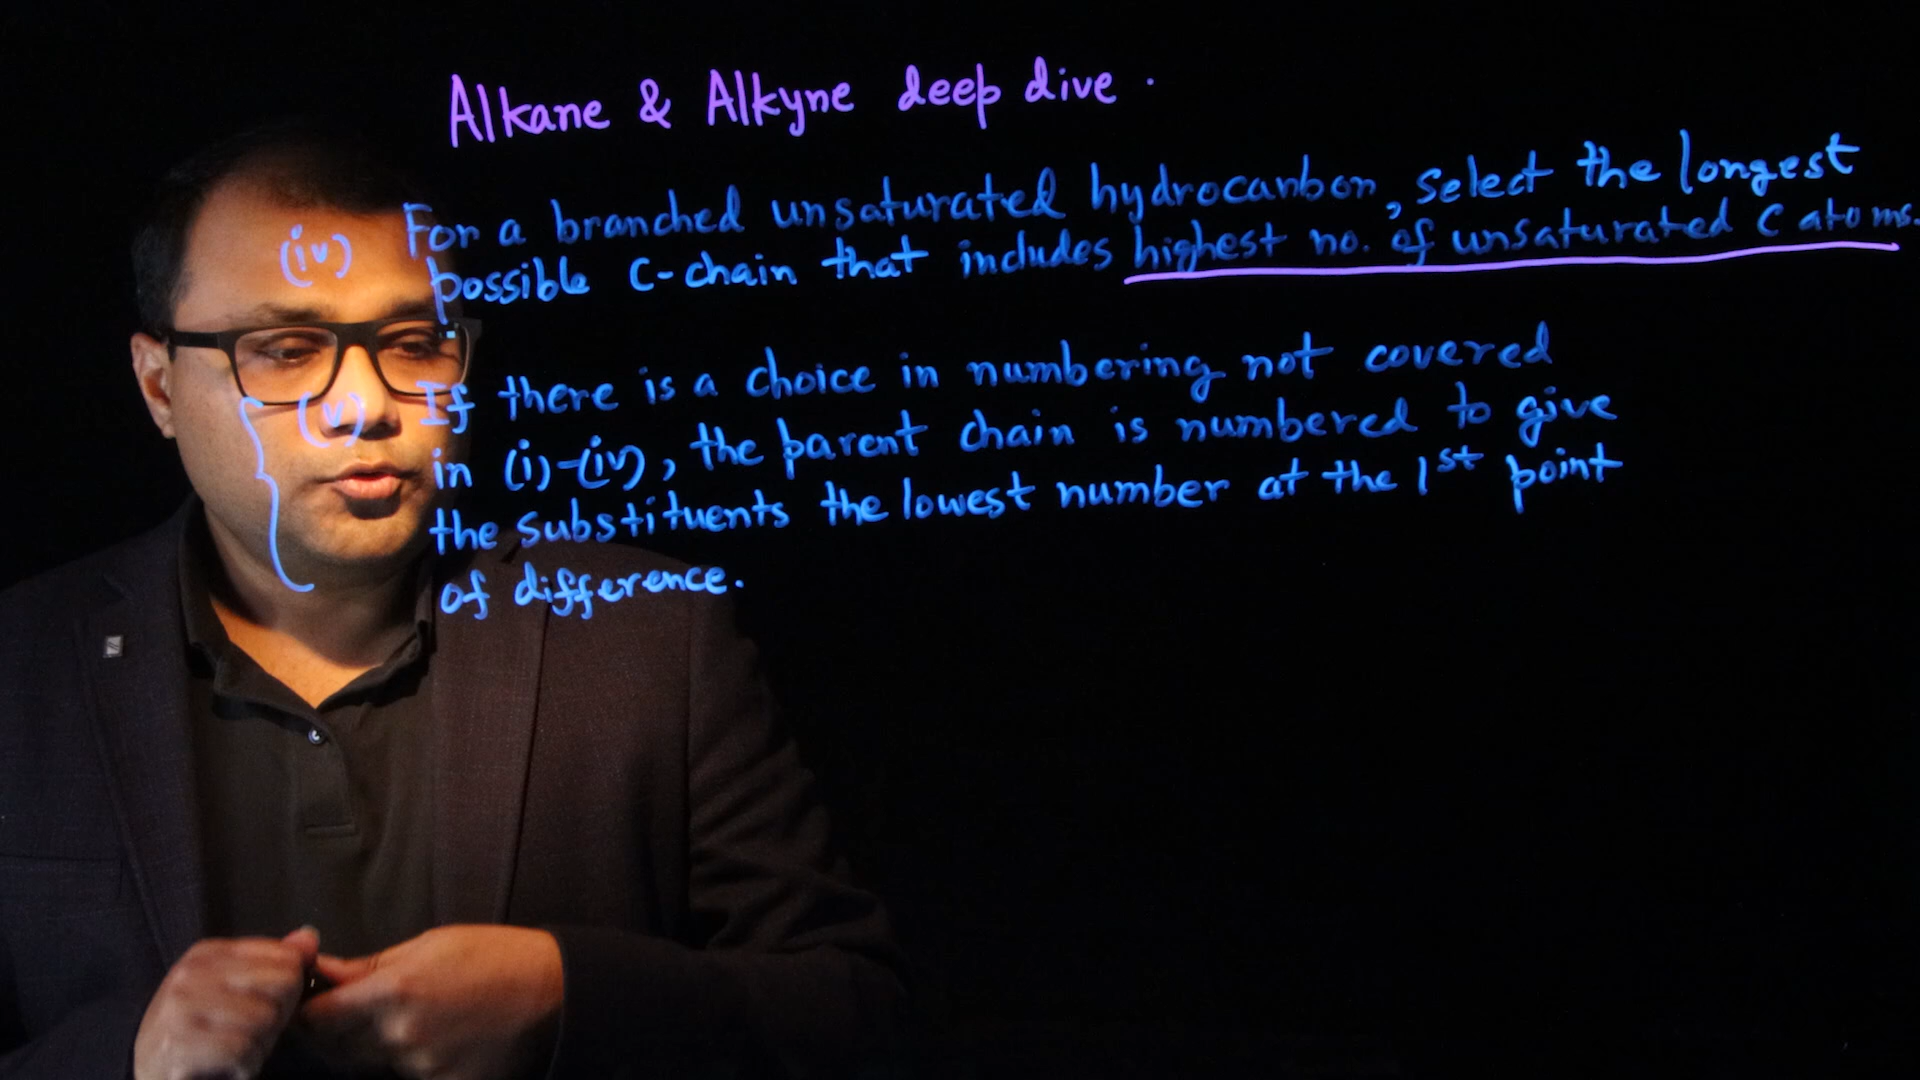 Alkane & Alkyne deep dive .
(iv) For a branched unsaturated hydrocarbon, select the longest
possible C-chain that includes highest no. of unsaturated C atoms.
(v) If there is a choice in numbering not covered
in (i)-(iv), the parent chain is numbered to give
the substituents the lowest number at the 1st point
of difference.